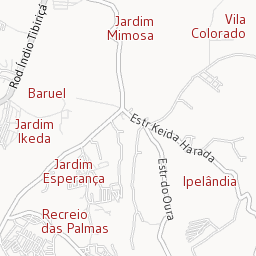 Jardim
Mimosa
Vila
Colorado
Rod Índio Tibiriçá
Baruel
Jardim
Ikeda
Estr Keida-Harada
Jardim
Esperança
Estr do Oura
Ipelândia
Recreio
das Palmas